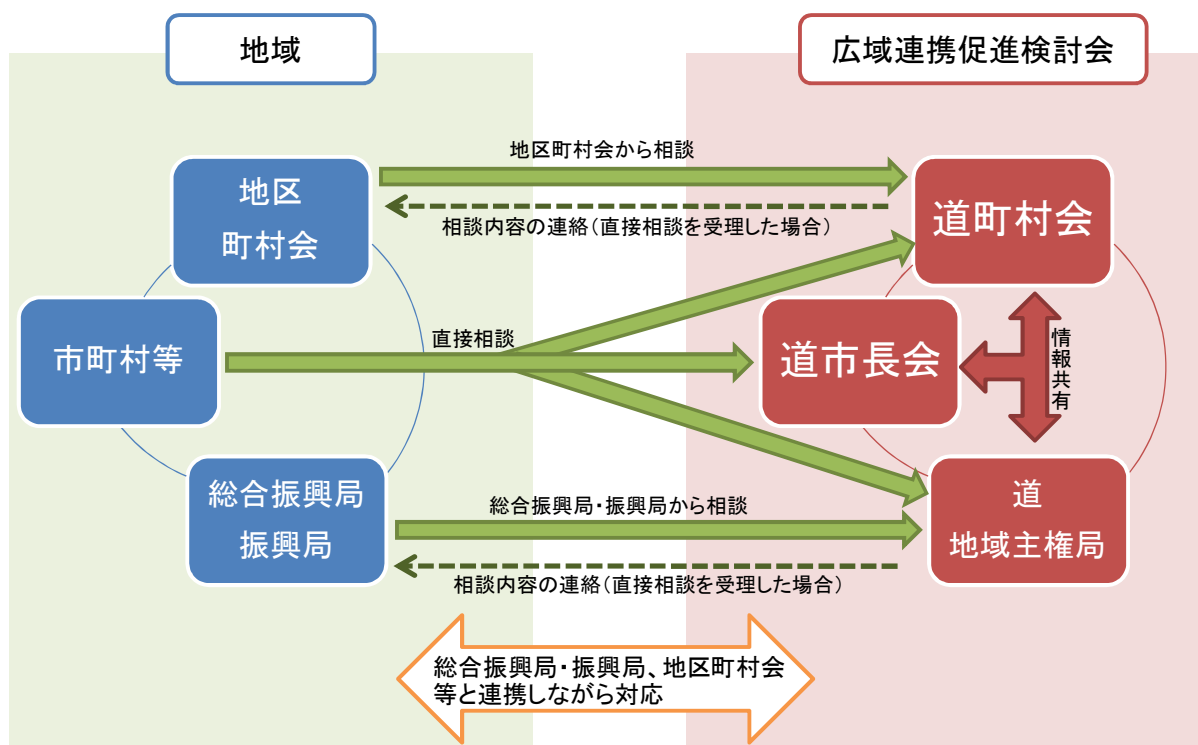 地域
広域連携促進検討会
地区町村会から相談
地区
町村会
道町村会
相談内容の連絡（直接相談を受理した場合）
市町村等
直接相談
道市長会
情報共有
総合振興局
振興局
総合振興局・振興局から相談
道
地域主権局
相談内容の連絡（直接相談を受理した場合）
総合振興局・振興局、地区町村会
等と連携しながら対応